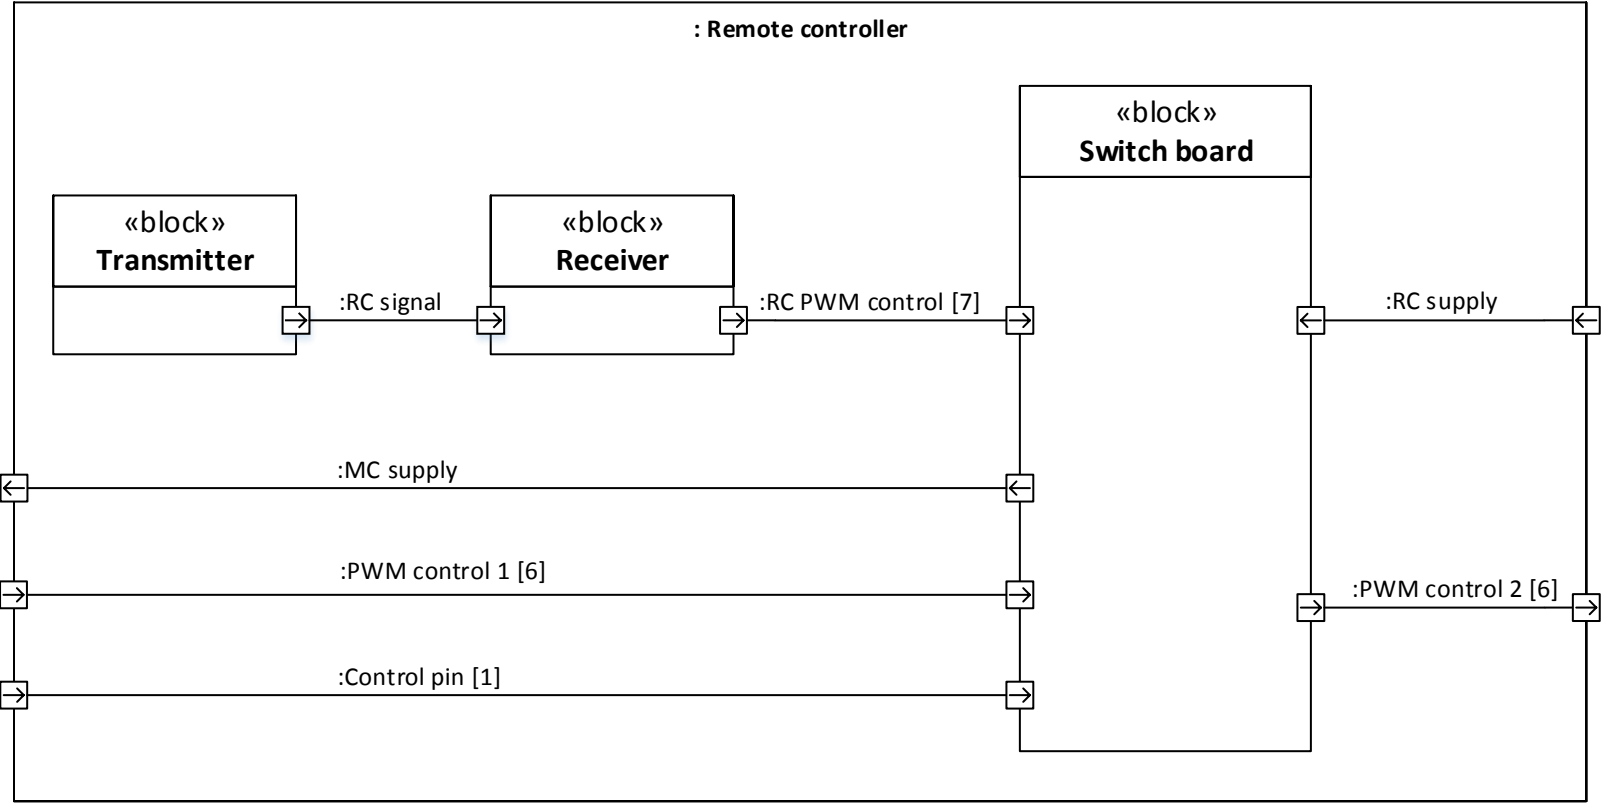 : Remote controller
«block»
Switch board
«block»
Transmitter
«block»
Receiver
:RC signal
:RC PWM control [7]
:RC supply
:MC supply
:PWM control 1 [6]
:PWM control 2 [6]
:Control pin [1]